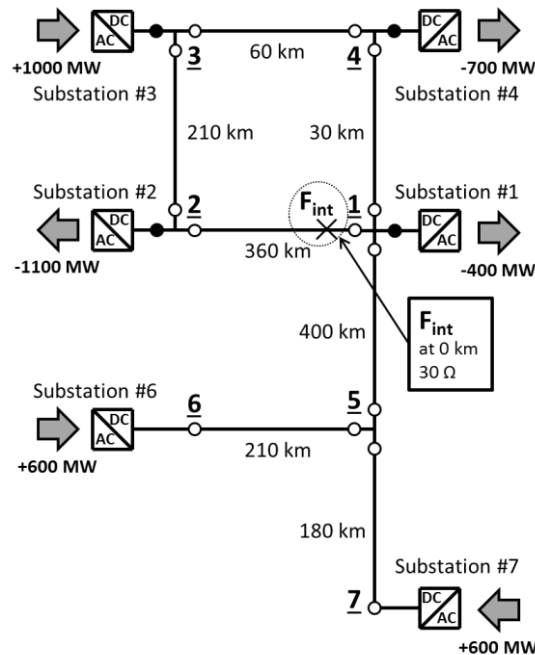 DC
AC
+1000 MW
Substation #3
3
60 km
4
DC
AC
-700 MW
Substation #4
210 km
30 km
Substation #2
DC
AC
-1100 MW
2
F_int
360 km
1
DC
AC
Substation #1
-400 MW
F_int
at 0 km
30 Ω
400 km
Substation #6
DC
AC
+600 MW
6
210 km
5
180 km
Substation #7
7
DC
AC
+600 MW